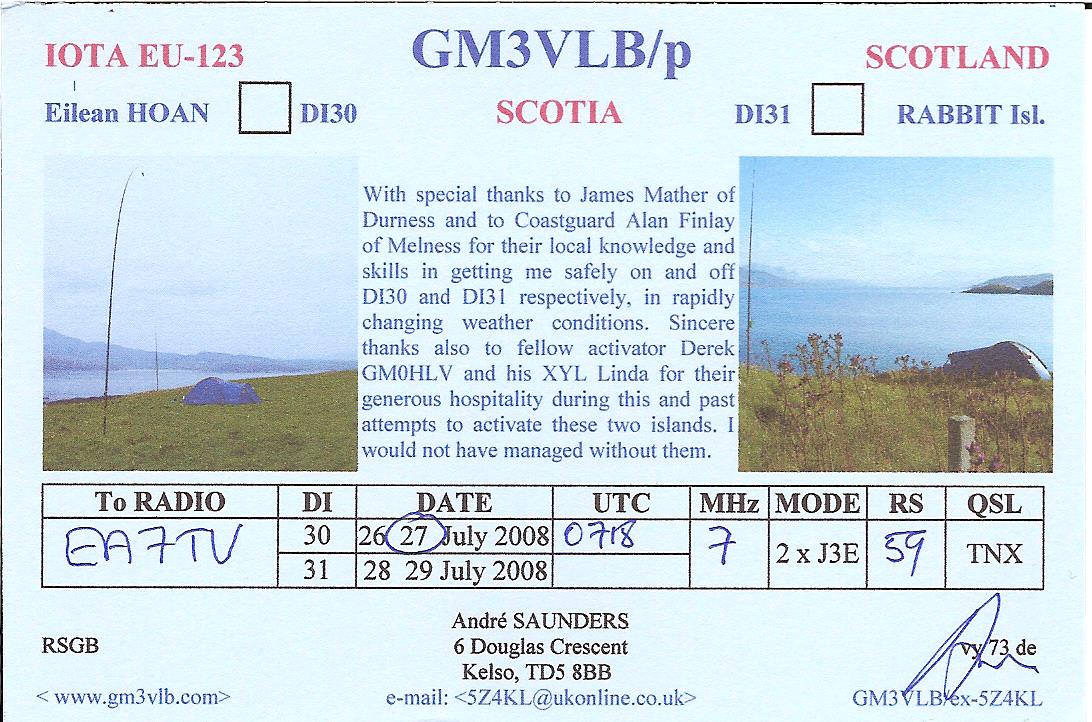 IOTA EU-123 GM3VLB/p SCOTLAND
Eilean HOAN DI30 SCOTIA DI31 RABBIT Isl.
With special thanks to James Mather of
Durness and to Coastguard Alan Finlay
of Melness for their local knowledge and
skills in getting me safely on and off
DI30 and DI31 respectively, in rapidly
changing weather conditions. Sincere
thanks also to fellow activator Derek
GM0HLV and his XYL Linda for their
generous hospitality during this and past
attempts to activate these two islands. I
would not have managed without them.
To RADIO DI DATE UTC MHz MODE RS QSL
EA7TV 30 26 27 July 2008 0718 7 2 x J3E 59 TNX
31 28 29 July 2008
André SAUNDERS
RSGB 6 Douglas Crescent vy 73 de
Kelso, TD5 8BB
< www.gm3vlb.com> e-mail: <5Z4KL@ukonline.co.uk> GM3VLB/ex-5Z4KL